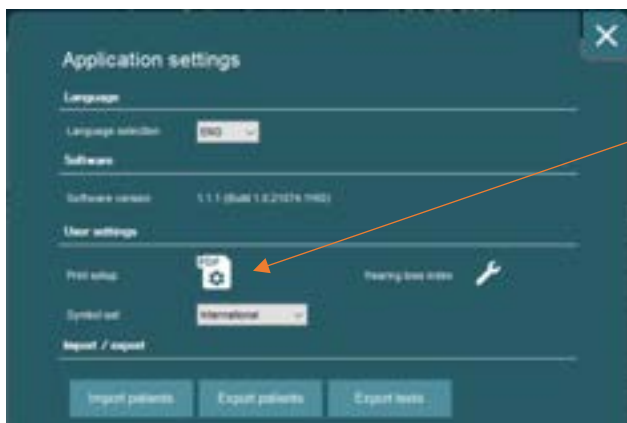 Application settings
Language
Language selection ENG
Software
Software version 1.1.1 (Build 1.0.21074.1160)
User settings
Print setup PDF Hearing loss index
Symbol set International
Import / export
Import patients Export patients Export tests